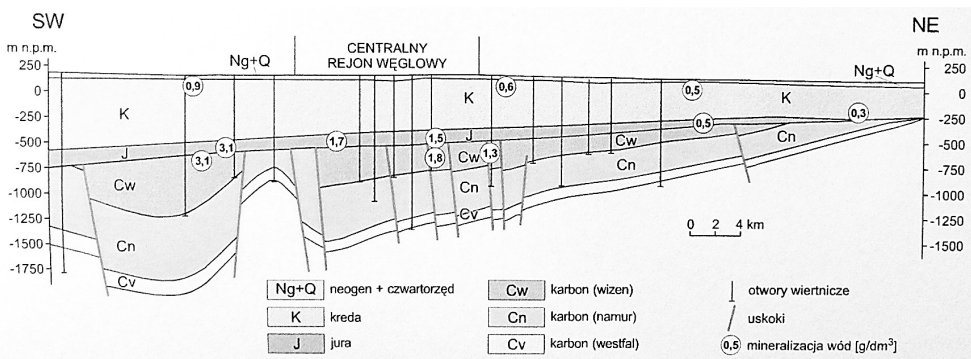 SW
NE
m n.p.m.
CENTRALNY
REJON WĘGLOWY
m n.p.m.
Ng+Q
Ng+Q
250
0
-250
-500
-750
-1000
-1250
-1500
-1750
250
0
-250
-500
-750
-1000
-1250
-1500
0,9
0,6
0,5
0,3
K
K
K
0,5
3,1
3,1
1,7
1,5
1,8
1,3
J
J
Cw
Cw
Cw
Cn
Cn
Cn
Cn
Cv
Cv
0 2 4 km
Ng+Q neogen + czwartorzęd
K kreda
J jura
Cw karbon (wizen)
Cn karbon (namur)
Cv karbon (westfal)
otwory wiertnicze
uskoki
0,5 mineralizacja wód [g/dm³]